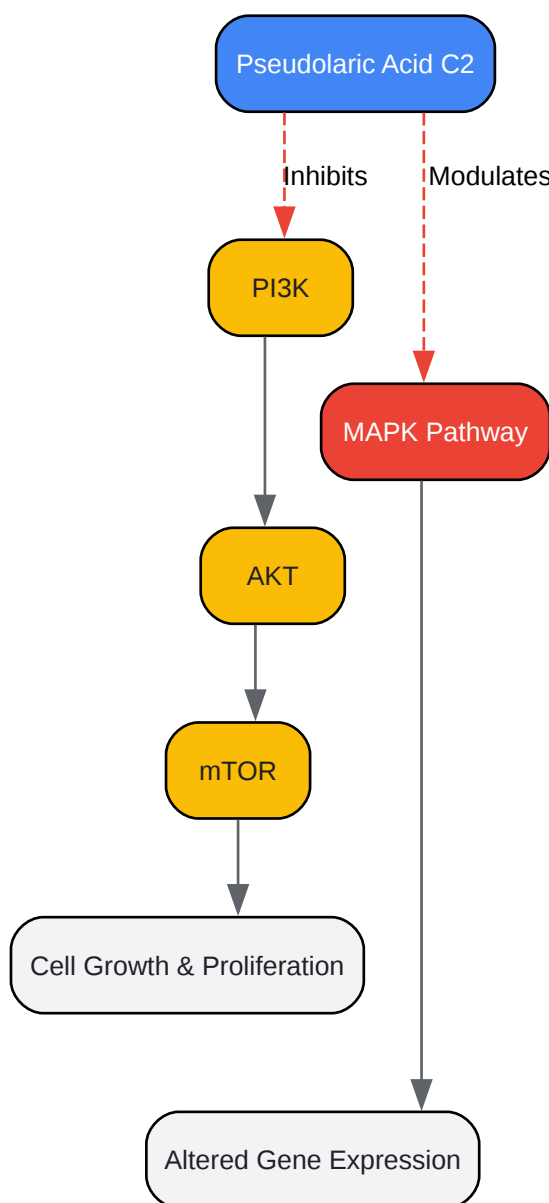 Pseudolaric Acid C2
Inhibits
Modulates
PI3K
MAPK Pathway
AKT
mTOR
Cell Growth & Proliferation
Altered Gene Expression